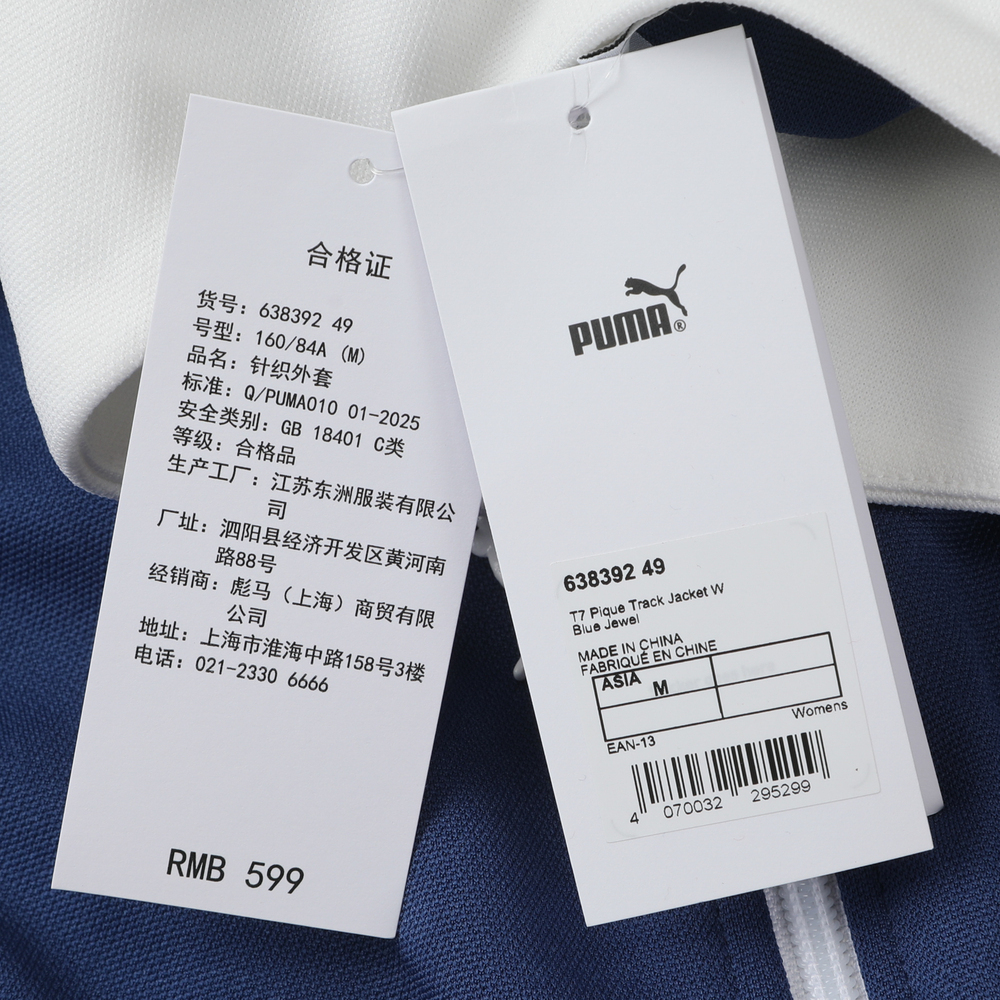 合格证
货号：638392 49
号型：160/84A (M)
品名：针织外套
标准：Q/PUMA010 01-2025
安全类别：GB 18401 C类
等级：合格品
生产工厂：江苏东洲服装有限公
司
厂址：泗阳县经济开发区黄河南
路88号
经销商：彪马（上海）商贸有限
公司
地址：上海市淮海中路158号3楼
电话：021-2330 6666
RMB 599
PUMA®
638392 49
T7 Pique Track Jacket W
Blue Jewel
MADE IN CHINA
FABRIQUÉ EN CHINE
ASIA M
Womens
EAN-13
4 070032 295299